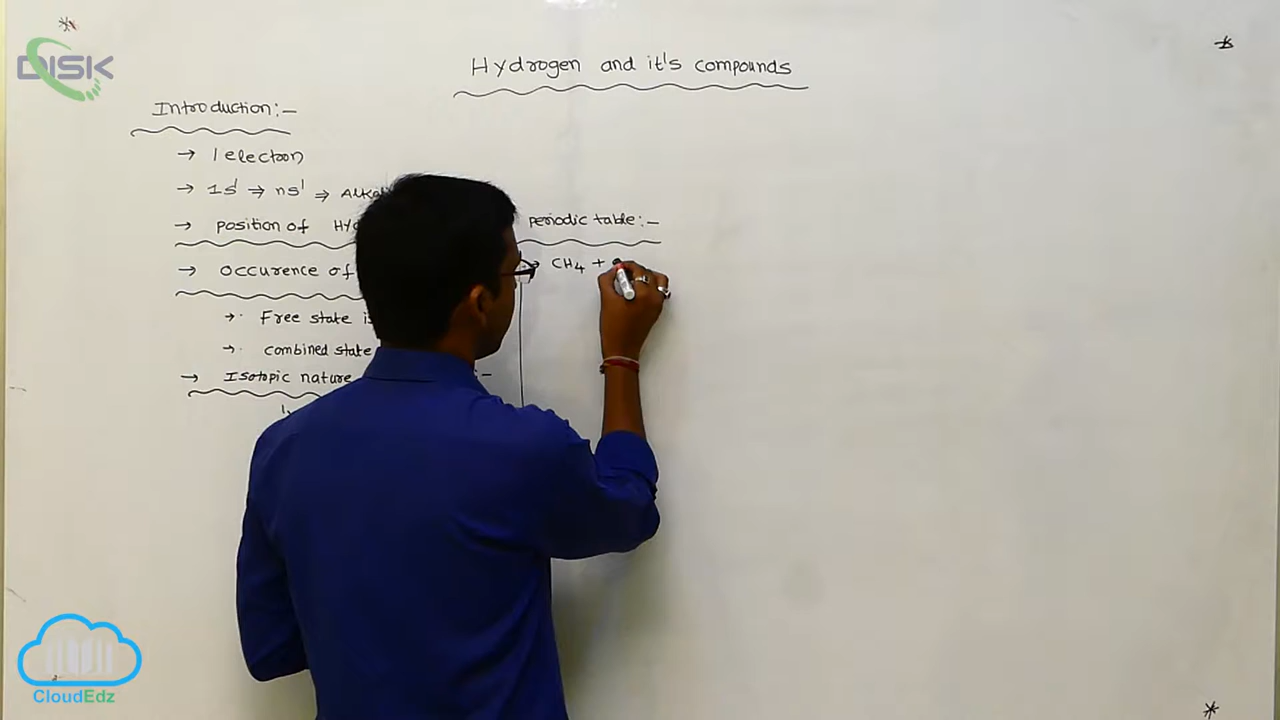 DISK
Hydrogen and it's compounds
Introduction:-
→ 1 electron
→ 1s¹ ⇒ ns¹ ⇒
→ position of periodic table:-
→ occurence of
→ CH₄ +
→ Free state
→ combined state
→ Isotopic nature :-
CloudEdz